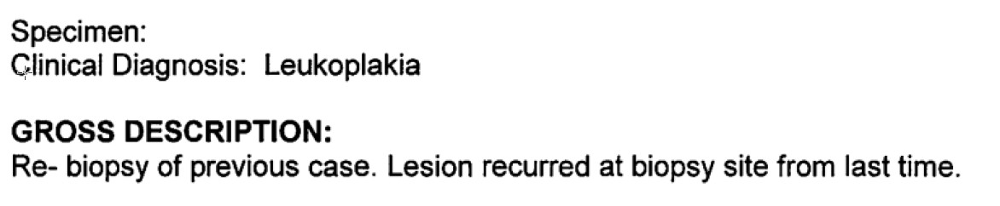 Specimen:
Clinical Diagnosis: Leukoplakia
GROSS DESCRIPTION:
Re- biopsy of previous case. Lesion recurred at biopsy site from last time.